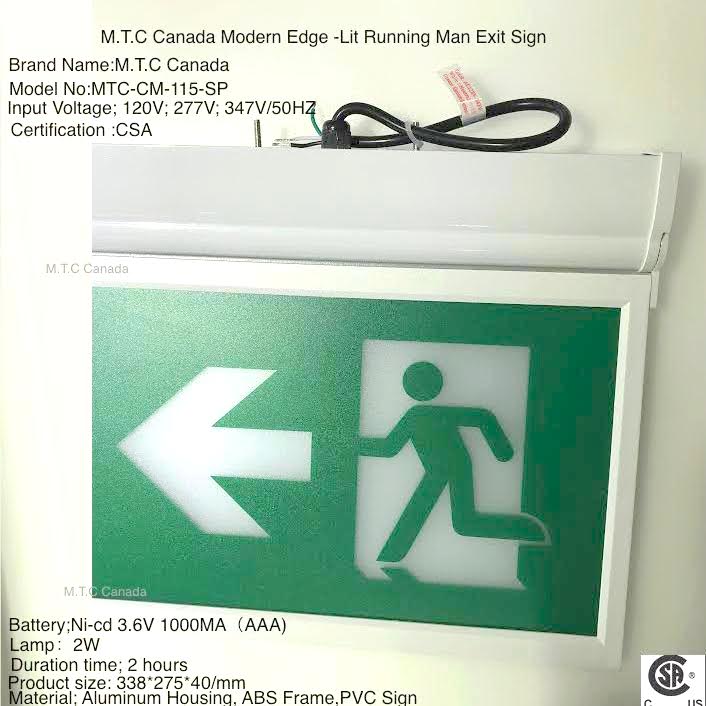 M.T.C Canada Modern Edge -Lit Running Man Exit Sign
Brand Name:M.T.C Canada
Model No:MTC-CM-115-SP
Input Voltage; 120V; 277V; 347V/50HZ
Certification :CSA
M.T.C Canada
M.T.C Canada
Battery;Ni-cd 3.6V 1000MA（AAA)
Lamp：2W
Duration time; 2 hours
Product size: 338*275*40/mm
Material; Aluminum Housing, ABS Frame,PVC Sign
CSA ®
C US